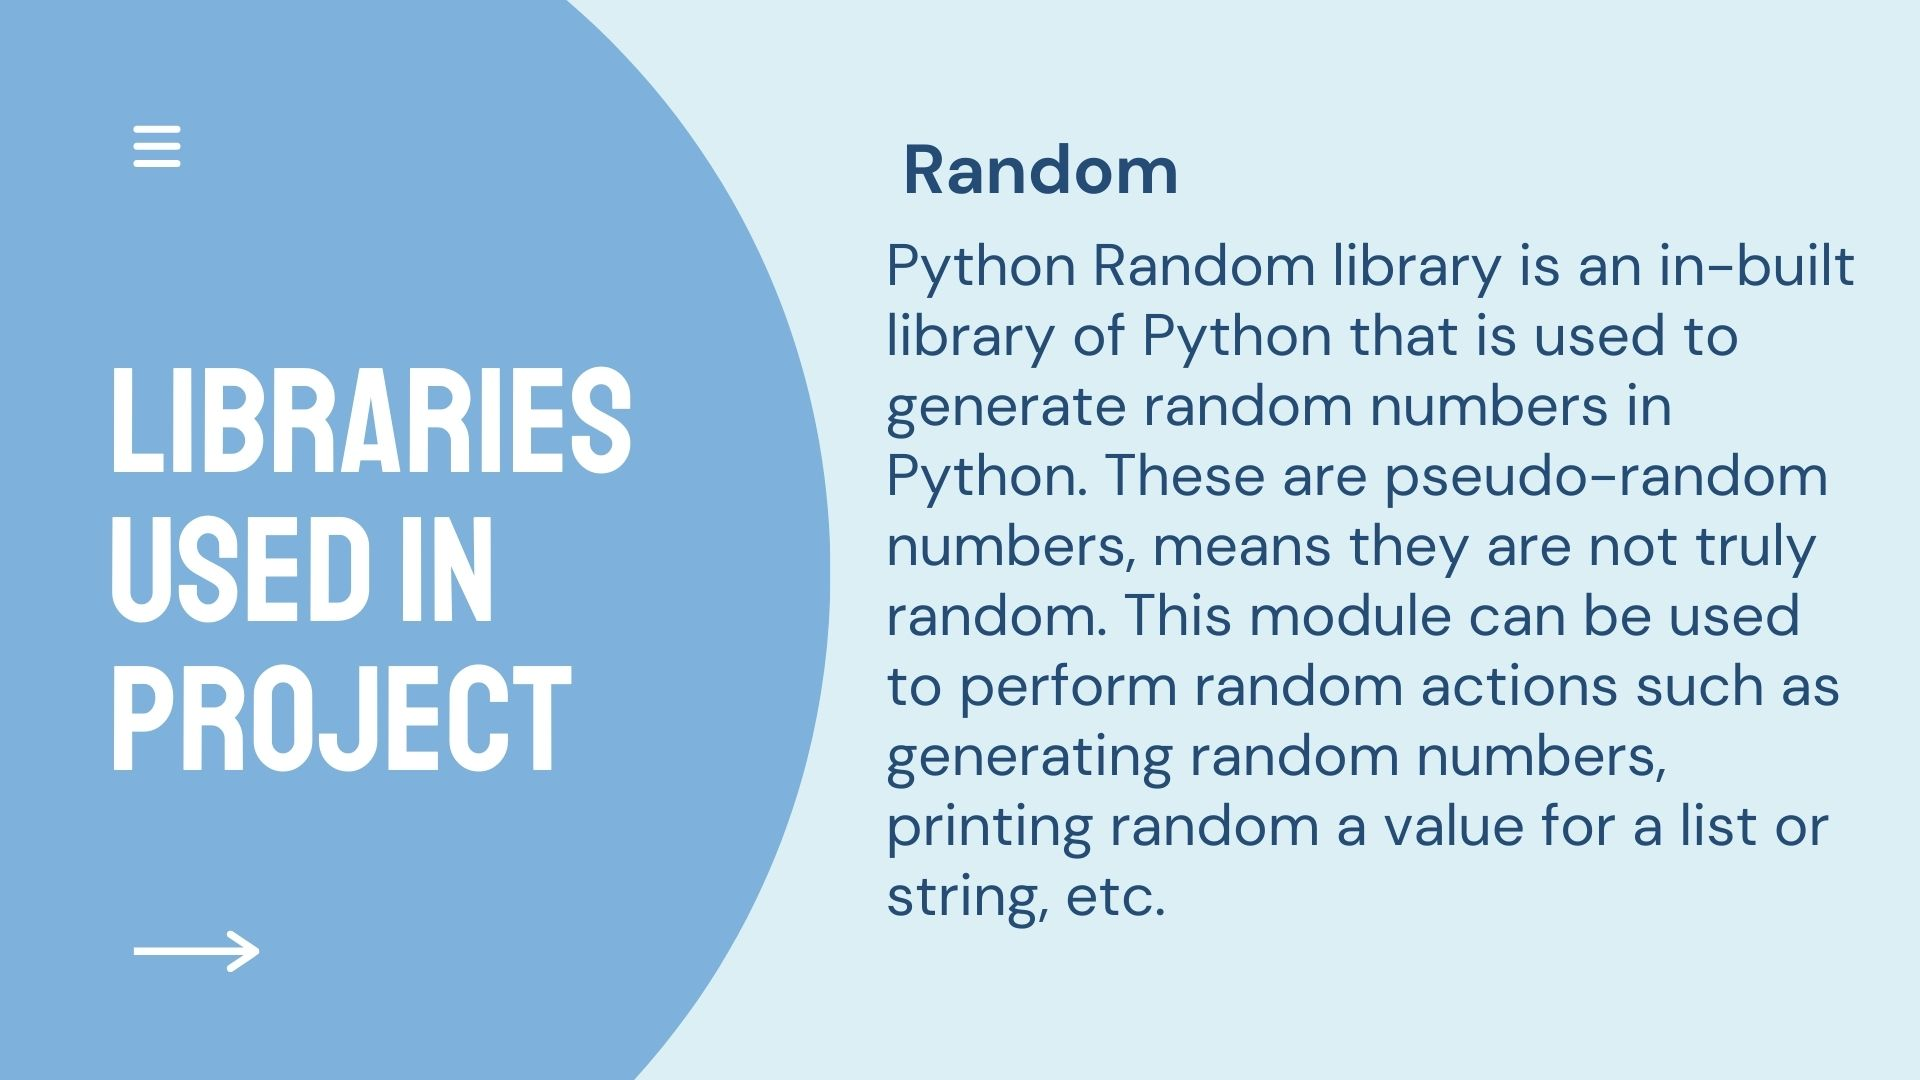 LIBRARIES
USED IN
PROJECT
Random
Python Random library is an in-built
library of Python that is used to
generate random numbers in
Python. These are pseudo-random
numbers, means they are not truly
random. This module can be used
to perform random actions such as
generating random numbers,
printing random a value for a list or
string, etc.